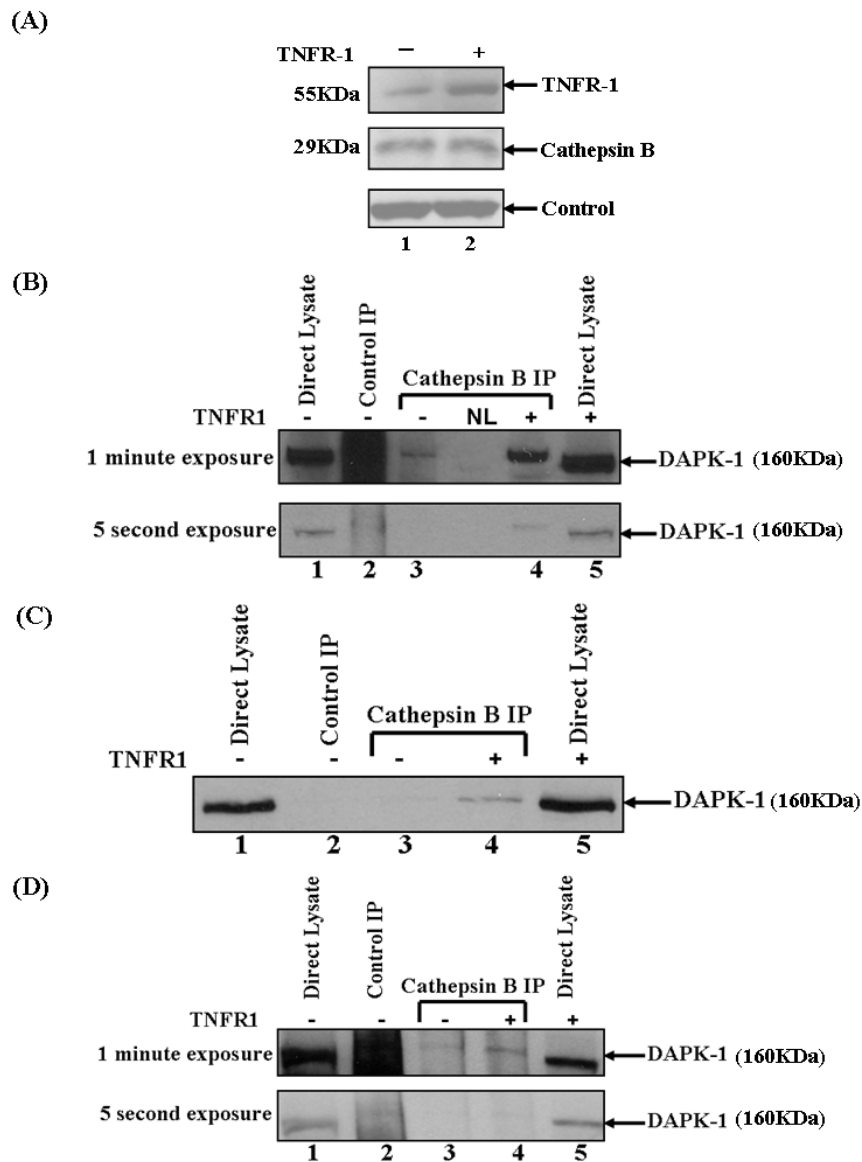 (A)
TNFR-1 − +
55KDa TNFR-1
29KDa Cathepsin B
Control
1 2
(B)
Direct Lysate Control IP Cathepsin B IP Direct Lysate
TNFR1 - - - NL + +
1 minute exposure DAPK-1 (160KDa)
5 second exposure DAPK-1 (160KDa)
1 2 3 4 5
(C)
Direct Lysate Control IP Cathepsin B IP Direct Lysate
TNFR1 - - - + +
DAPK-1 (160KDa)
1 2 3 4 5
(D)
Direct Lysate Control IP Cathepsin B IP Direct Lysate
TNFR1 - - - + +
1 minute exposure DAPK-1 (160KDa)
5 second exposure DAPK-1 (160KDa)
1 2 3 4 5